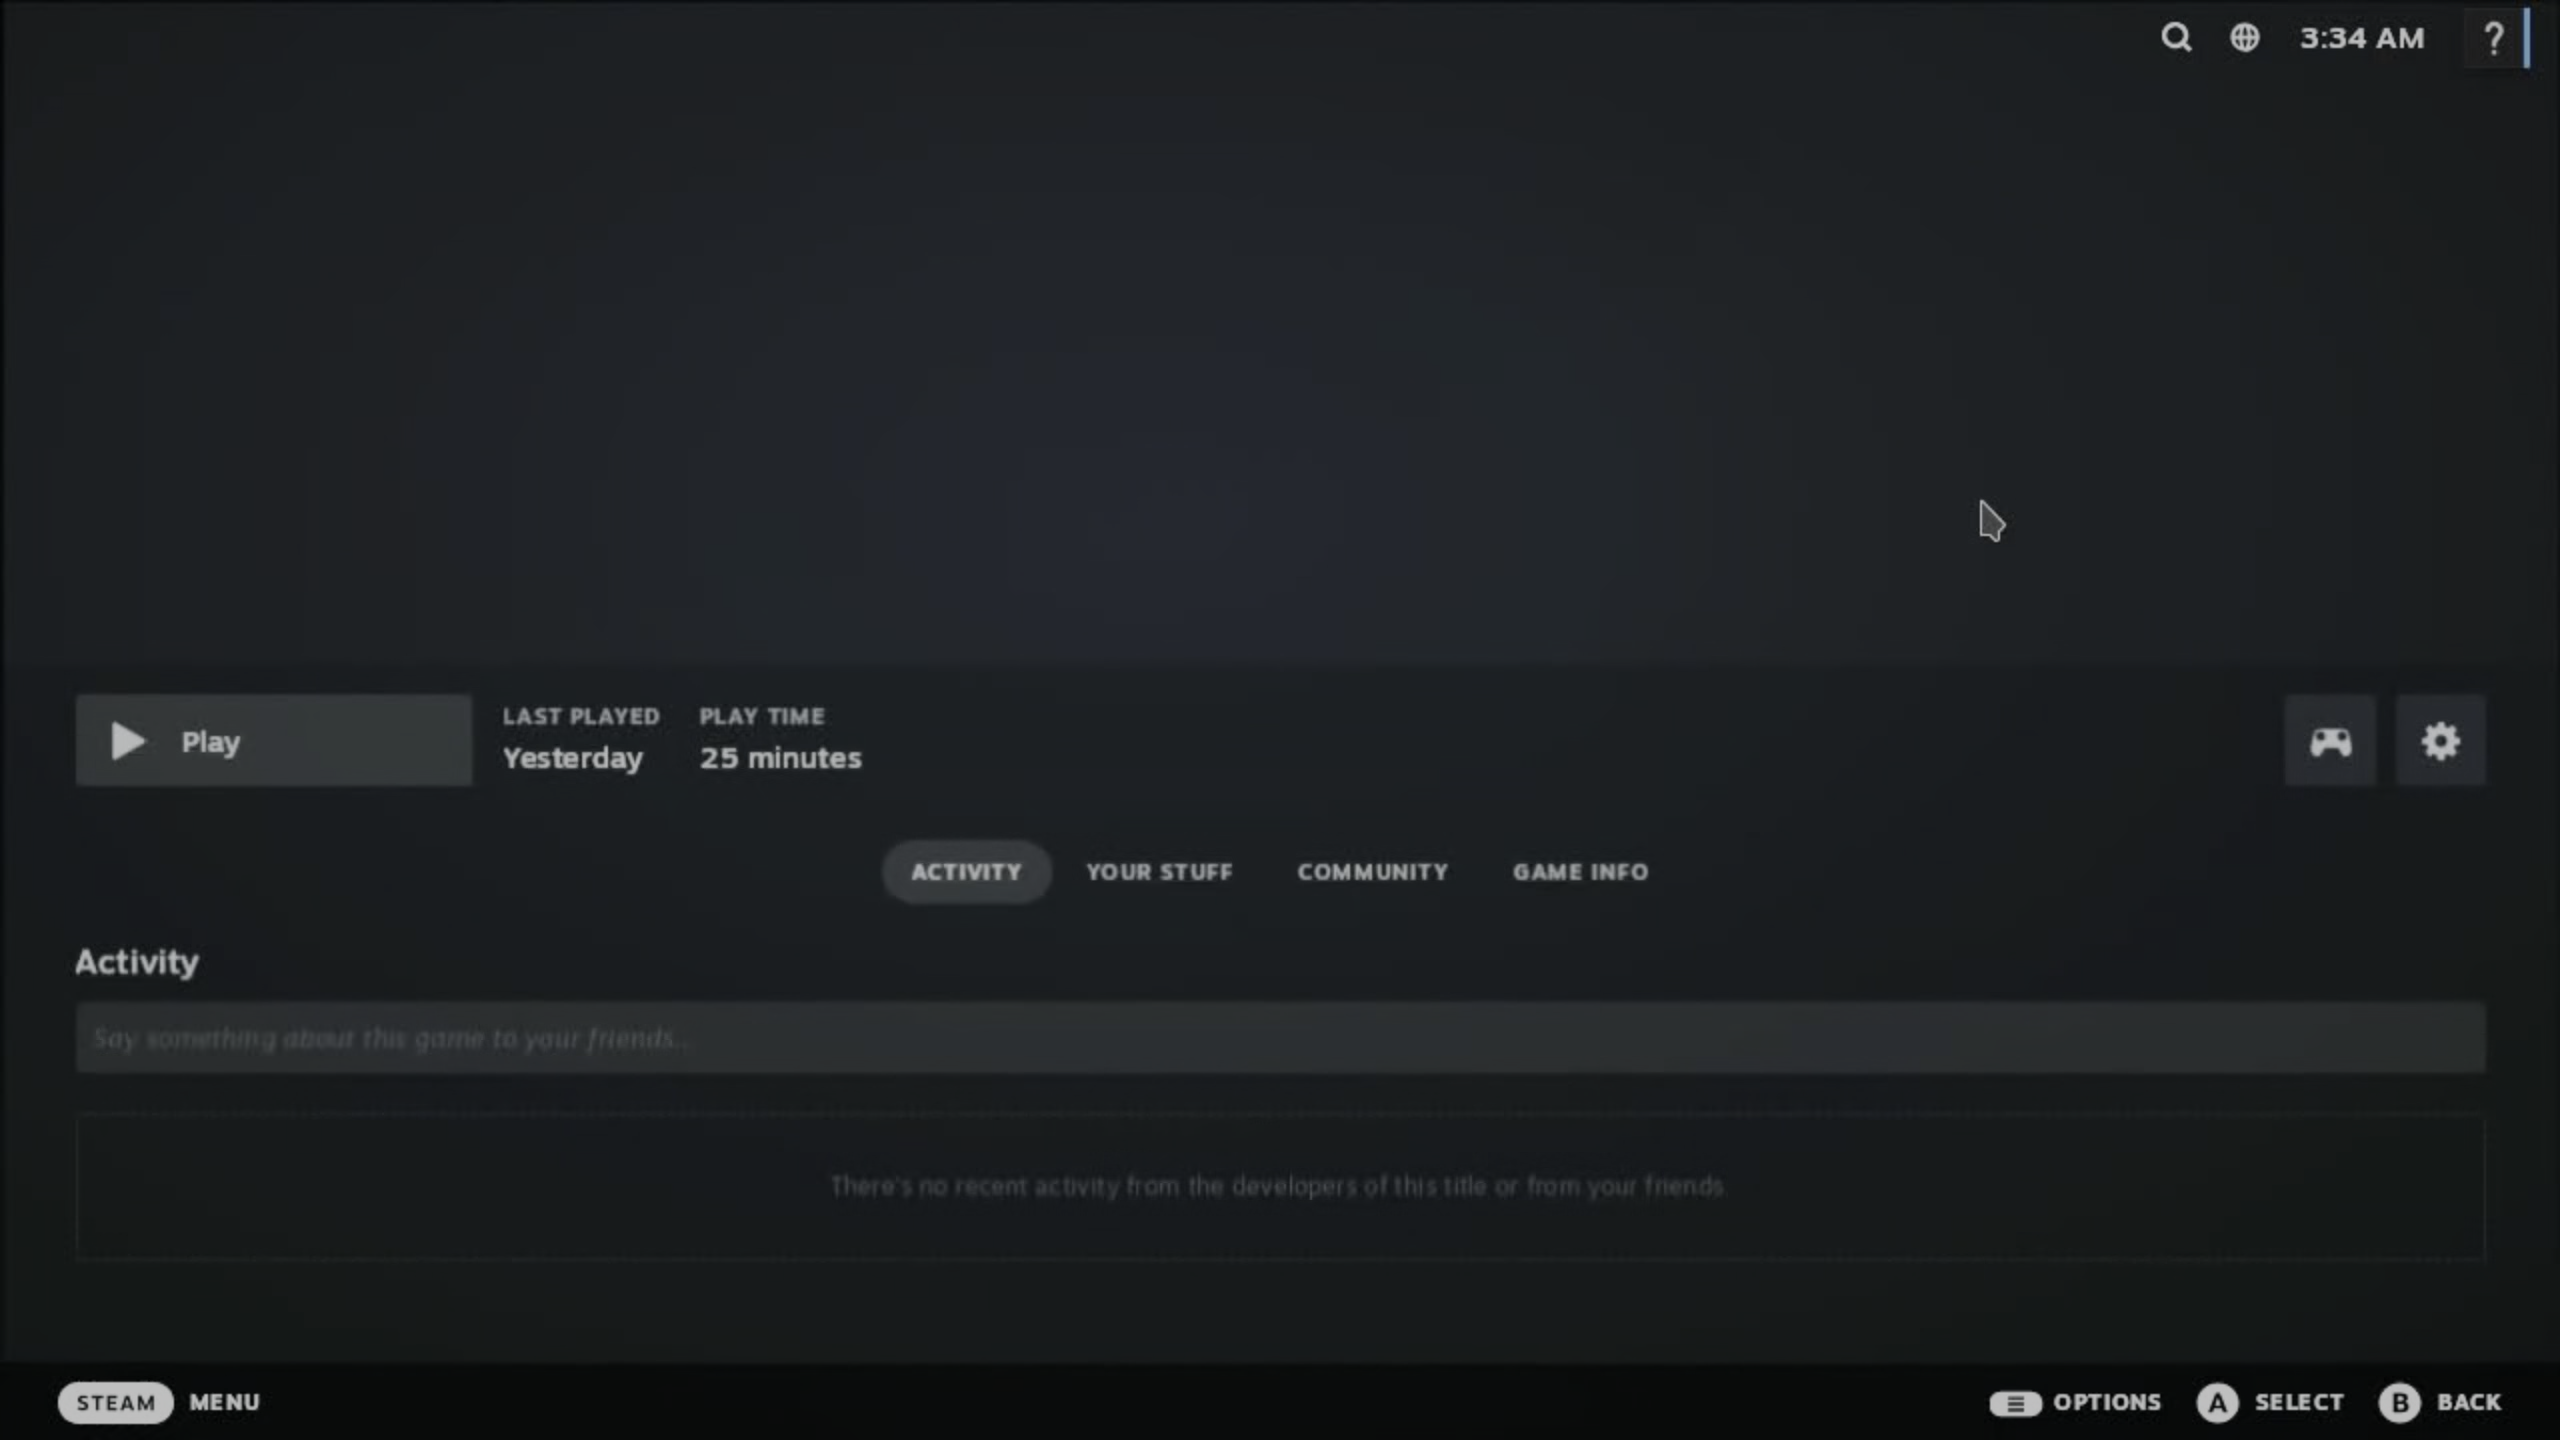 3:34 AM ?
Play
LAST PLAYED
Yesterday
PLAY TIME
25 minutes
ACTIVITY YOUR STUFF COMMUNITY GAME INFO
Activity
Say something about this game to your friends...
There's no recent activity from the developers of this title or from your friends.
STEAM MENU
OPTIONS A SELECT B BACK